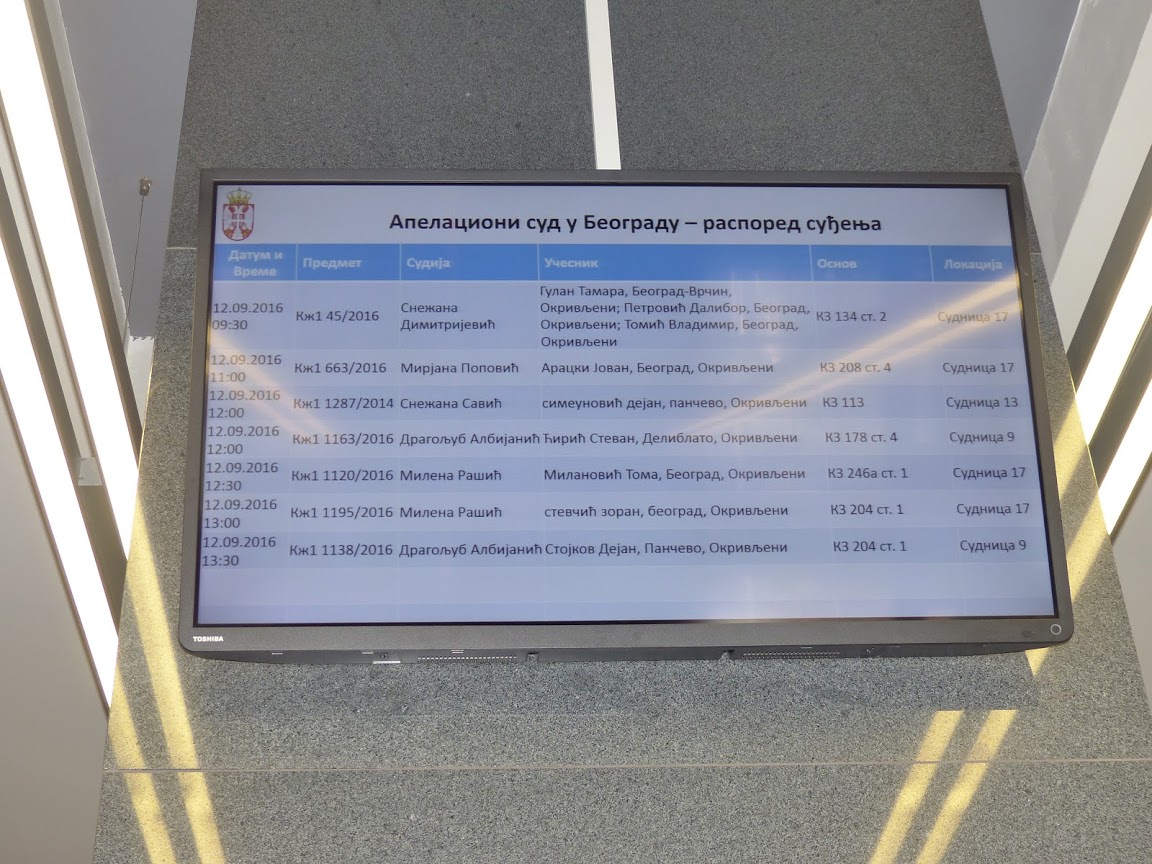 Апелациони суд у Београду – распоред суђења
Датум и Време Предмет Судија Учесник Основ Локација
12.09.2016 09:30 Кж1 45/2016 Снежана Димитријевић Гулан Тамара, Београд-Врчин, Окривљени; Петровић Далибор, Београд, Окривљени; Томић Владимир, Београд, Окривљени КЗ 134 ст. 2 Судница 17
12.09.2016 11:00 Кж1 663/2016 Мирјана Поповић Арацки Јован, Београд, Окривљени КЗ 208 ст. 4 Судница 17
12.09.2016 12:00 Кж1 1287/2014 Снежана Савић симеуновић дејан, панчево, Окривљени КЗ 113 Судница 13
12.09.2016 12:00 Кж1 1163/2016 Драгољуб Албијанић Ћирић Стеван, Делиблато, Окривљени КЗ 178 ст. 4 Судница 9
12.09.2016 12:30 Кж1 1120/2016 Милена Рашић Милановић Тома, Београд, Окривљени КЗ 246а ст. 1 Судница 17
12.09.2016 13:00 Кж1 1195/2016 Милена Рашић стевчић зоран, београд, Окривљени КЗ 204 ст. 1 Судница 17
12.09.2016 13:30 Кж1 1138/2016 Драгољуб Албијанић Стојков Дејан, Панчево, Окривљени КЗ 204 ст. 1 Судница 9
TOSHIBA